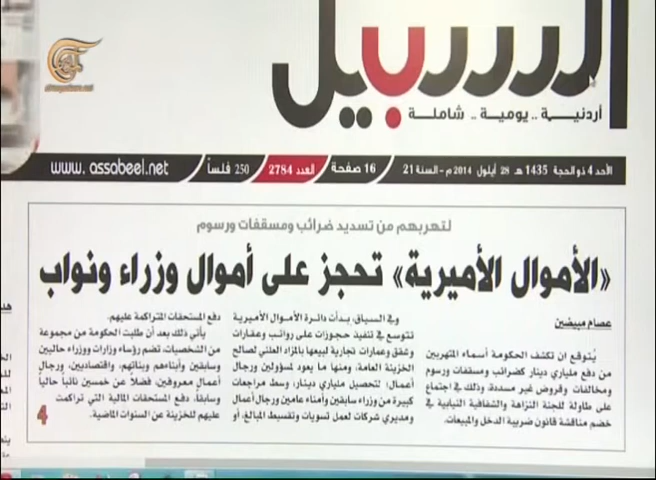 الميادين
almayadeen.net
السبيل
أردنية .. يومية .. شاملة
الأحد 4 ذو الحجة 1435 هـ 28 أيلول 2014 م - السنة 21
16 صفحة
العدد 2784
250 فلساً
www. assabeel.net
لتهربهم من تسديد ضرائب ومسقفات ورسوم
«الأموال الأميرية» تحجز على أموال وزراء ونواب
عصام مبيضين
يُتوقع ان تكشف الحكومة أسماء المتهربين
من دفع ملياري دينار كضرائب ومسقفات ورسوم
ومخالفات وقروض غير مسددة، وذلك في اجتماع
على طاولة للجنة النزاهة والشفافية النيابية في
خضم مناقشة قانون ضريبة الدخل والمبيعات.
وفي السياق، بدأت دائرة الأموال الأميرية
تتوسع في تنفيذ حجوزات على رواتب وعقارات
وشقق وعمارات تجارية لبيعها بالمزاد العلني لصالح
الخزينة العامة، ومنها ما يعود لمسؤولين ورجال
أعمال؛ لتحصيل ملياري دينار، وسط مراجعات
كبيرة من وزراء سابقين وأمناء عامين ورجال أعمال
ومديري شركات لعمل تسويات وتقسيط المبالغ، أو
دفع المستحقات المتراكمة عليهم.
يأتي ذلك بعد أن طلبت الحكومة من مجموعة
من الشخصيات، تضم رؤساء وزارات ووزراء حاليين
وسابقين وأبناءهم وبناتهم، واقتصاديين، ورجال
أعمال معروفين، فضلاً عن خمسين نائباً حالياً
وسابقاً، دفع المستحقات المالية التي تراكمت
عليهم للخزينة عن السنوات الماضية.
4